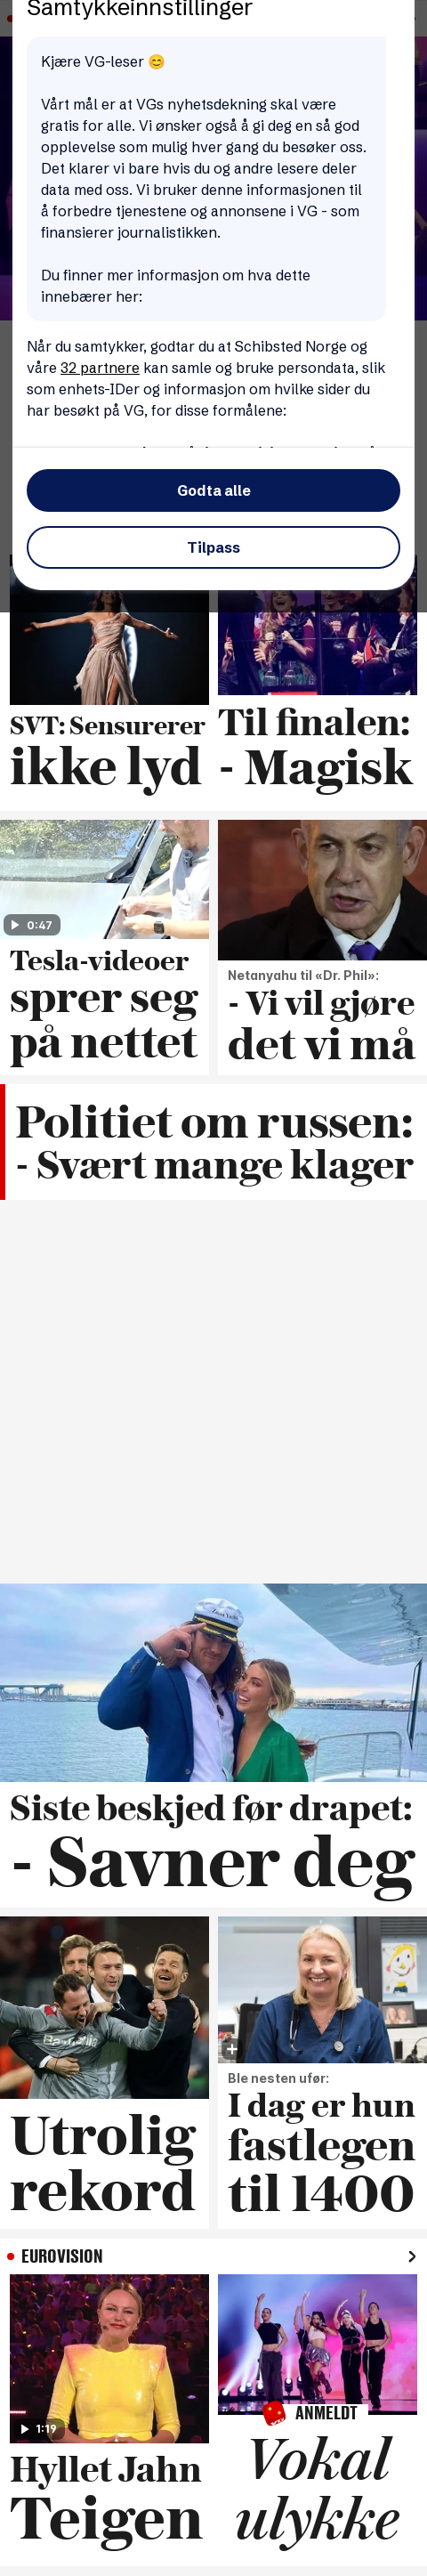 Samtykkeinnstillinger
Kjære VG-leser 😊
Vårt mål er at VGs nyhetsdekning skal være
gratis for alle. Vi ønsker også å gi deg en så god
opplevelse som mulig hver gang du besøker oss.
Det klarer vi bare hvis du og andre lesere deler
data med oss. Vi bruker denne informasjonen til
å forbedre tjenestene og annonsene i VG - som
finansierer journalistikken.
Du finner mer informasjon om hva dette
innebærer her:
Når du samtykker, godtar du at Schibsted Norge og
våre 32 partnere kan samle og bruke persondata, slik
som enhets-IDer og informasjon om hvilke sider du
har besøkt på VG, for disse formålene:
Godta alle
Tilpass
SVT: Sensurerer
ikke lyd
Til finalen:
- Magisk
0:47
Tesla-videoer
sprer seg
på nettet
Netanyahu til «Dr. Phil»:
- Vi vil gjøre
det vi må
Politiet om russen:
- Svært mange klager
Siste beskjed før drapet:
- Savner deg
Utrolig
rekord
Ble nesten ufør:
I dag er hun
fastlegen
til 1400
EUROVISION
1:19
Hyllet Jahn
Teigen
ANMELDT
Vokal
ulykke